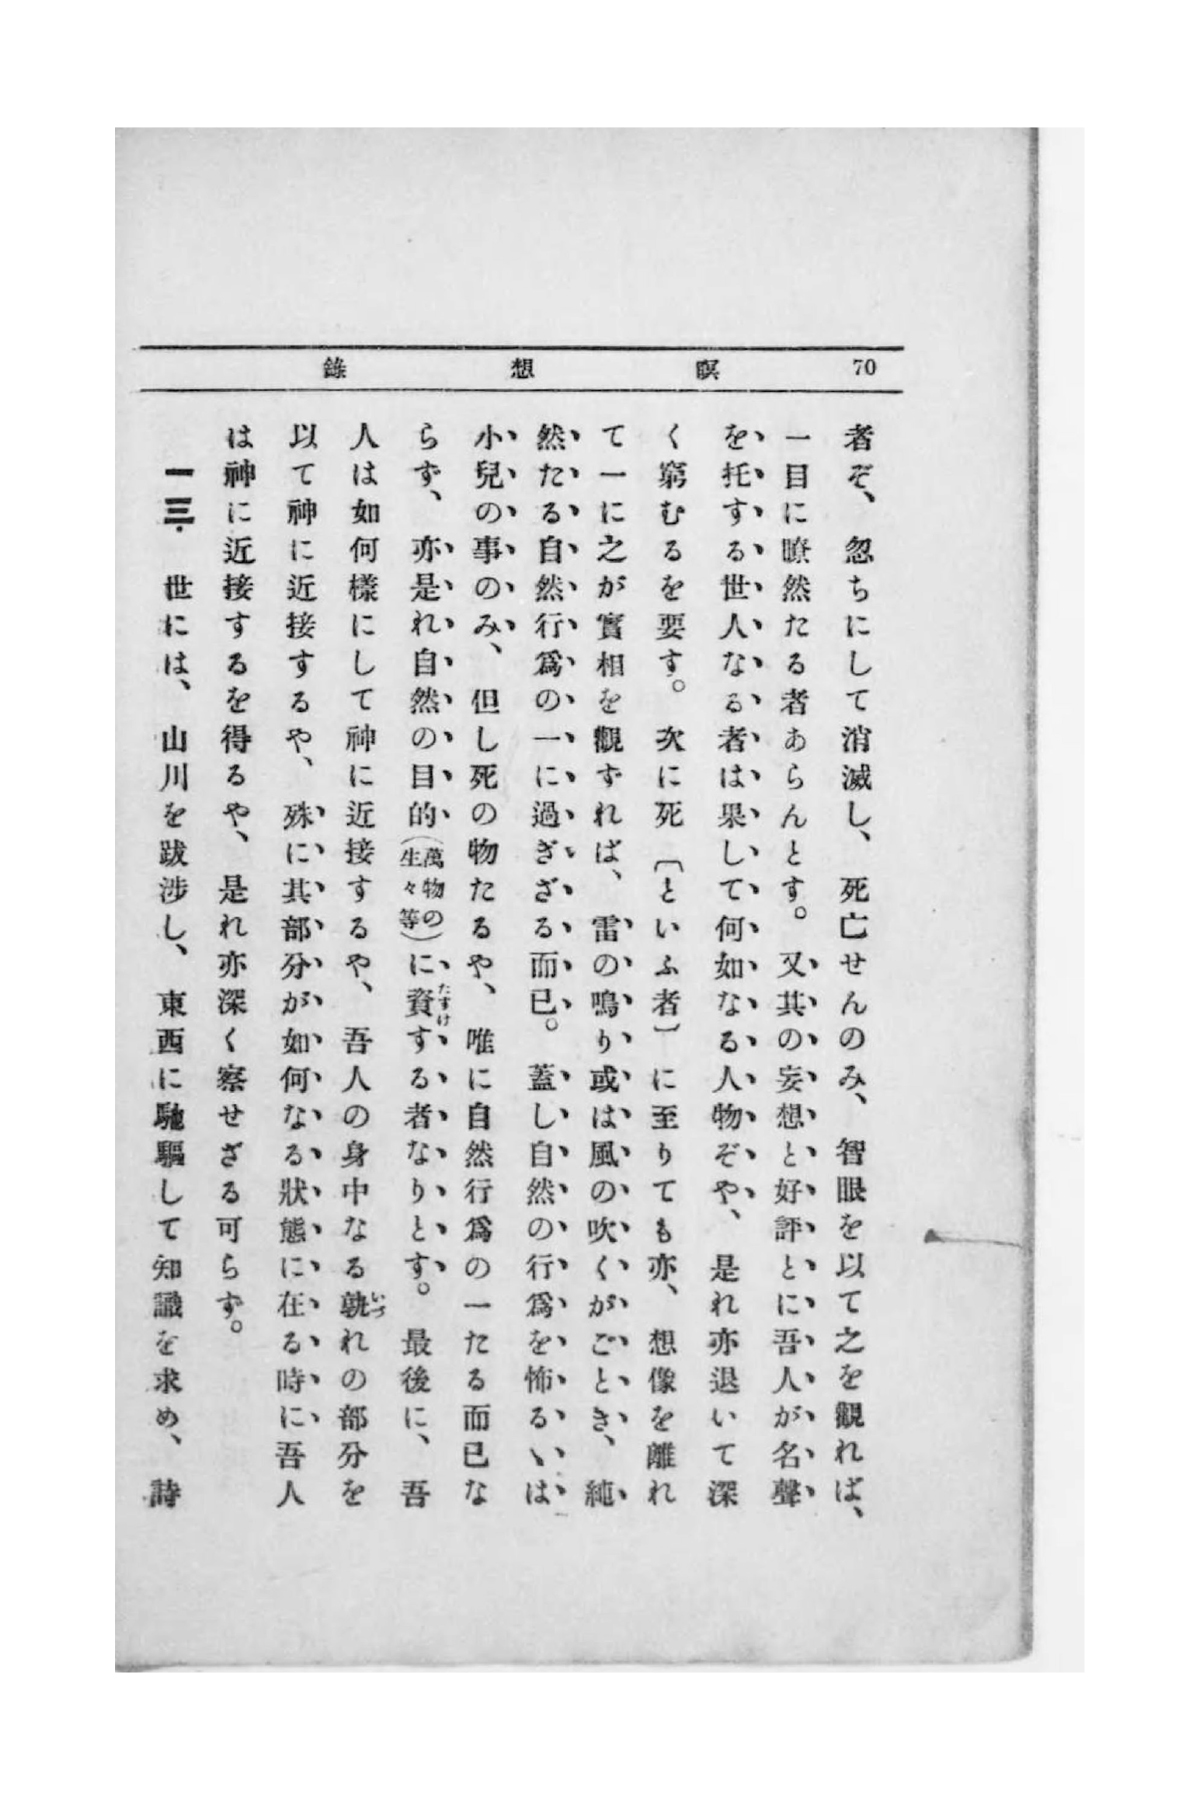 70 瞑想錄
者ぞ、忽ちにして消滅し、死亡せんのみ、智眼を以て之を觀れば、
一目に瞭然たる者あらんとす。又其の妄想と好評とに吾人が名聲
を托する世人なる者は果して何如なる人物ぞや、是れ亦退いて深
く窮むるを要す。次に死〔といふ者〕に至りても亦、想像を離れ
て一に之が實相を觀ずれば、雷の鳴り或は風の吹くがごとき、純
然たる自然行爲の一に過ぎざる而已。蓋し自然の行爲を怖るゝは
小兒の事のみ、但し死の物たるや、唯に自然行爲の一たる而已な
らず、亦是れ自然の目的(萬物の生々等)に資たすけする者なりとす。最後に、吾
人は如何樣にして神に近接するや、吾人の身中なる孰いづれの部分を
以て神に近接するや、殊に其部分が如何なる狀態に在る時に吾人
は神に近接するを得るや、是れ亦深く察せざる可らず。
一三. 世には、山川を跋涉し、東西に馳驅して知識を求め、詩